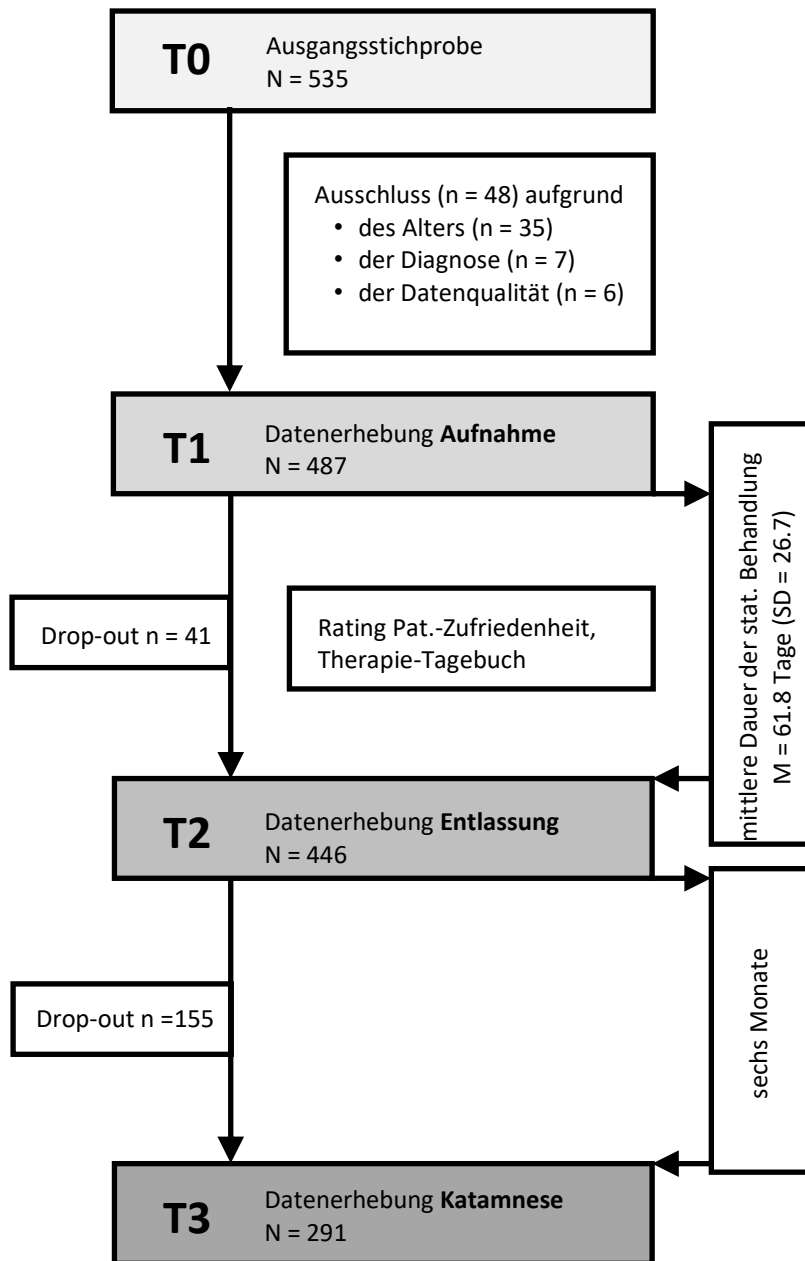 T0
Ausgangsstichprobe
N = 535
Ausschluss (n = 48) aufgrund
• des Alters (n = 35)
• der Diagnose (n = 7)
• der Datenqualität (n = 6)
T1
Datenerhebung Aufnahme
N = 487
mittlere Dauer der stat. Behandlung
M = 61.8 Tage (SD = 26.7)
Drop-out n = 41
Rating Pat.-Zufriedenheit,
Therapie-Tagebuch
T2
Datenerhebung Entlassung
N = 446
Drop-out n =155
sechs Monate
T3
Datenerhebung Katamnese
N = 291